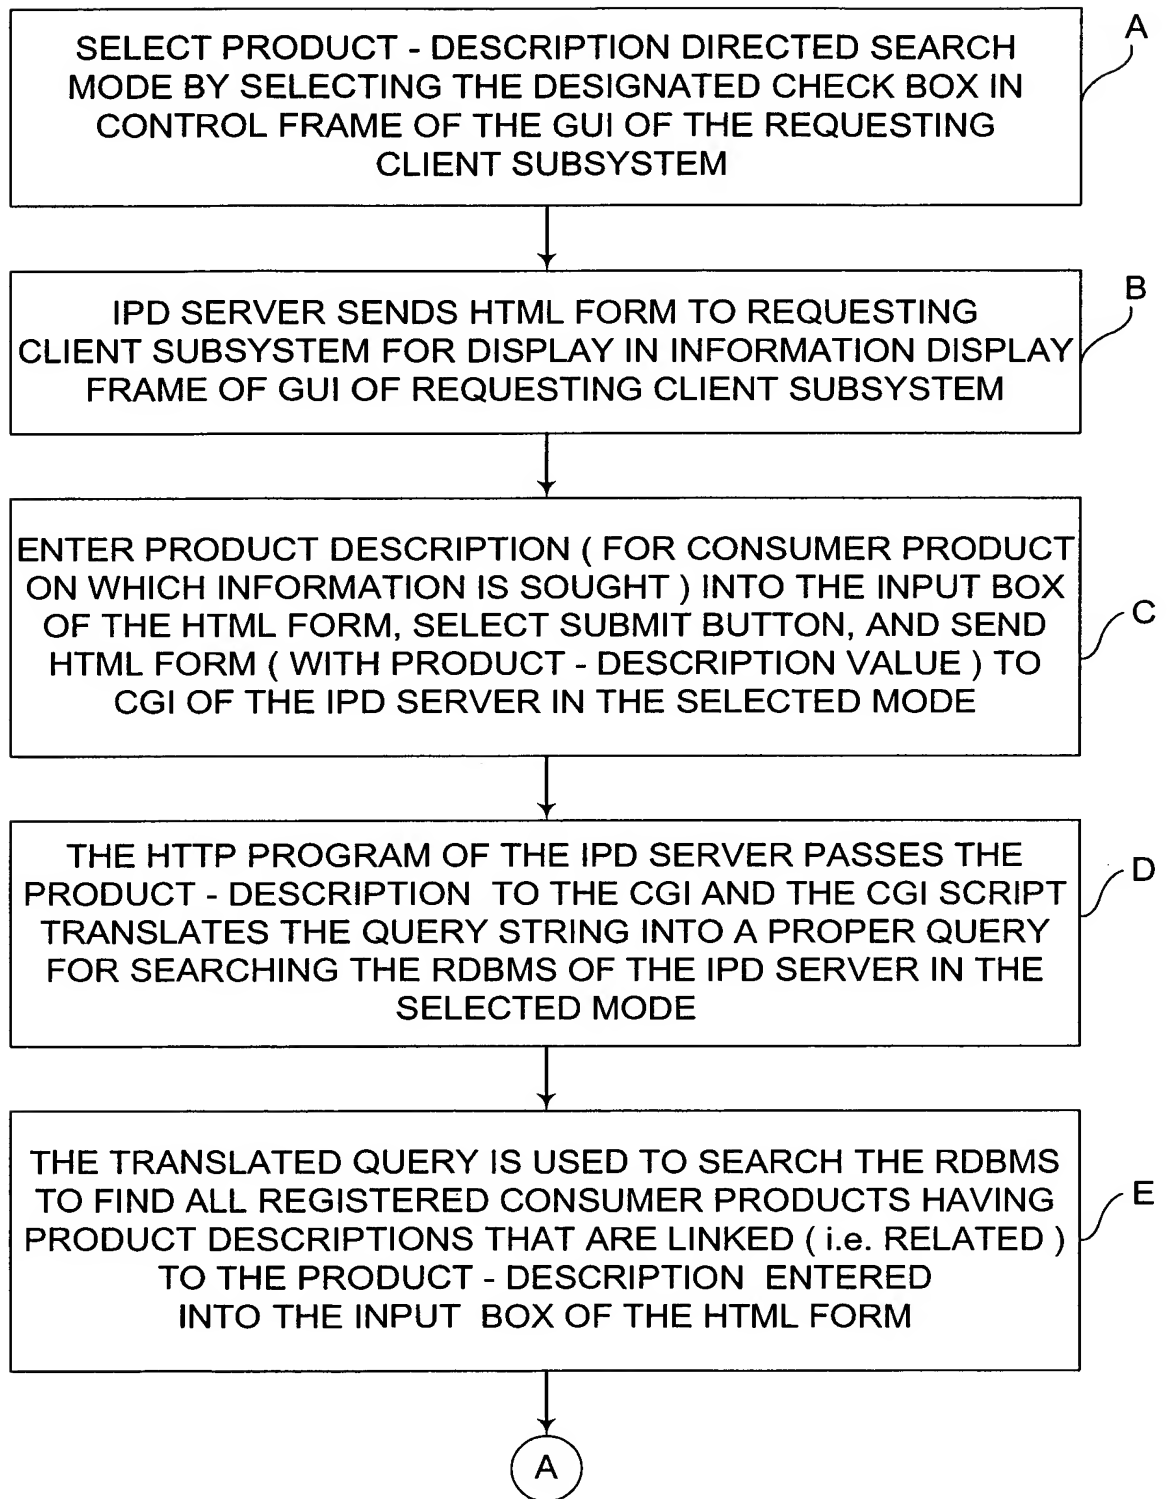 SELECT PRODUCT - DESCRIPTION DIRECTED SEARCH
MODE BY SELECTING THE DESIGNATED CHECK BOX IN
CONTROL FRAME OF THE GUI OF THE REQUESTING
CLIENT SUBSYSTEM
A
IPD SERVER SENDS HTML FORM TO REQUESTING
CLIENT SUBSYSTEM FOR DISPLAY IN INFORMATION DISPLAY
FRAME OF GUI OF REQUESTING CLIENT SUBSYSTEM
B
ENTER PRODUCT DESCRIPTION ( FOR CONSUMER PRODUCT
ON WHICH INFORMATION IS SOUGHT ) INTO THE INPUT BOX
OF THE HTML FORM, SELECT SUBMIT BUTTON, AND SEND
HTML FORM ( WITH PRODUCT - DESCRIPTION VALUE ) TO
CGI OF THE IPD SERVER IN THE SELECTED MODE
C
THE HTTP PROGRAM OF THE IPD SERVER PASSES THE
PRODUCT - DESCRIPTION TO THE CGI AND THE CGI SCRIPT
TRANSLATES THE QUERY STRING INTO A PROPER QUERY
FOR SEARCHING THE RDBMS OF THE IPD SERVER IN THE
SELECTED MODE
D
THE TRANSLATED QUERY IS USED TO SEARCH THE RDBMS
TO FIND ALL REGISTERED CONSUMER PRODUCTS HAVING
PRODUCT DESCRIPTIONS THAT ARE LINKED ( i.e. RELATED )
TO THE PRODUCT - DESCRIPTION ENTERED
INTO THE INPUT BOX OF THE HTML FORM
E
A